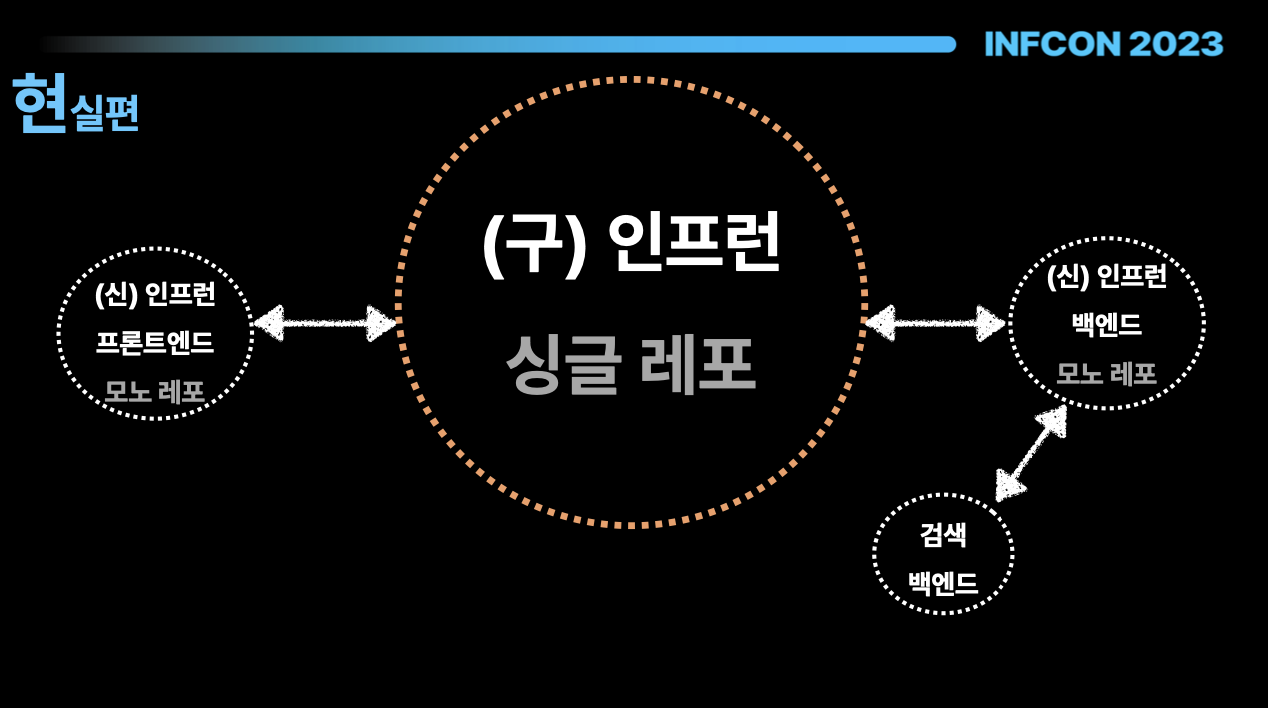 INFCON 2023
현실편
(구) 인프런
싱글 레포
(신) 인프런
프론트엔드
모노 레포
(신) 인프런
백엔드
모노 레포
검색
백엔드